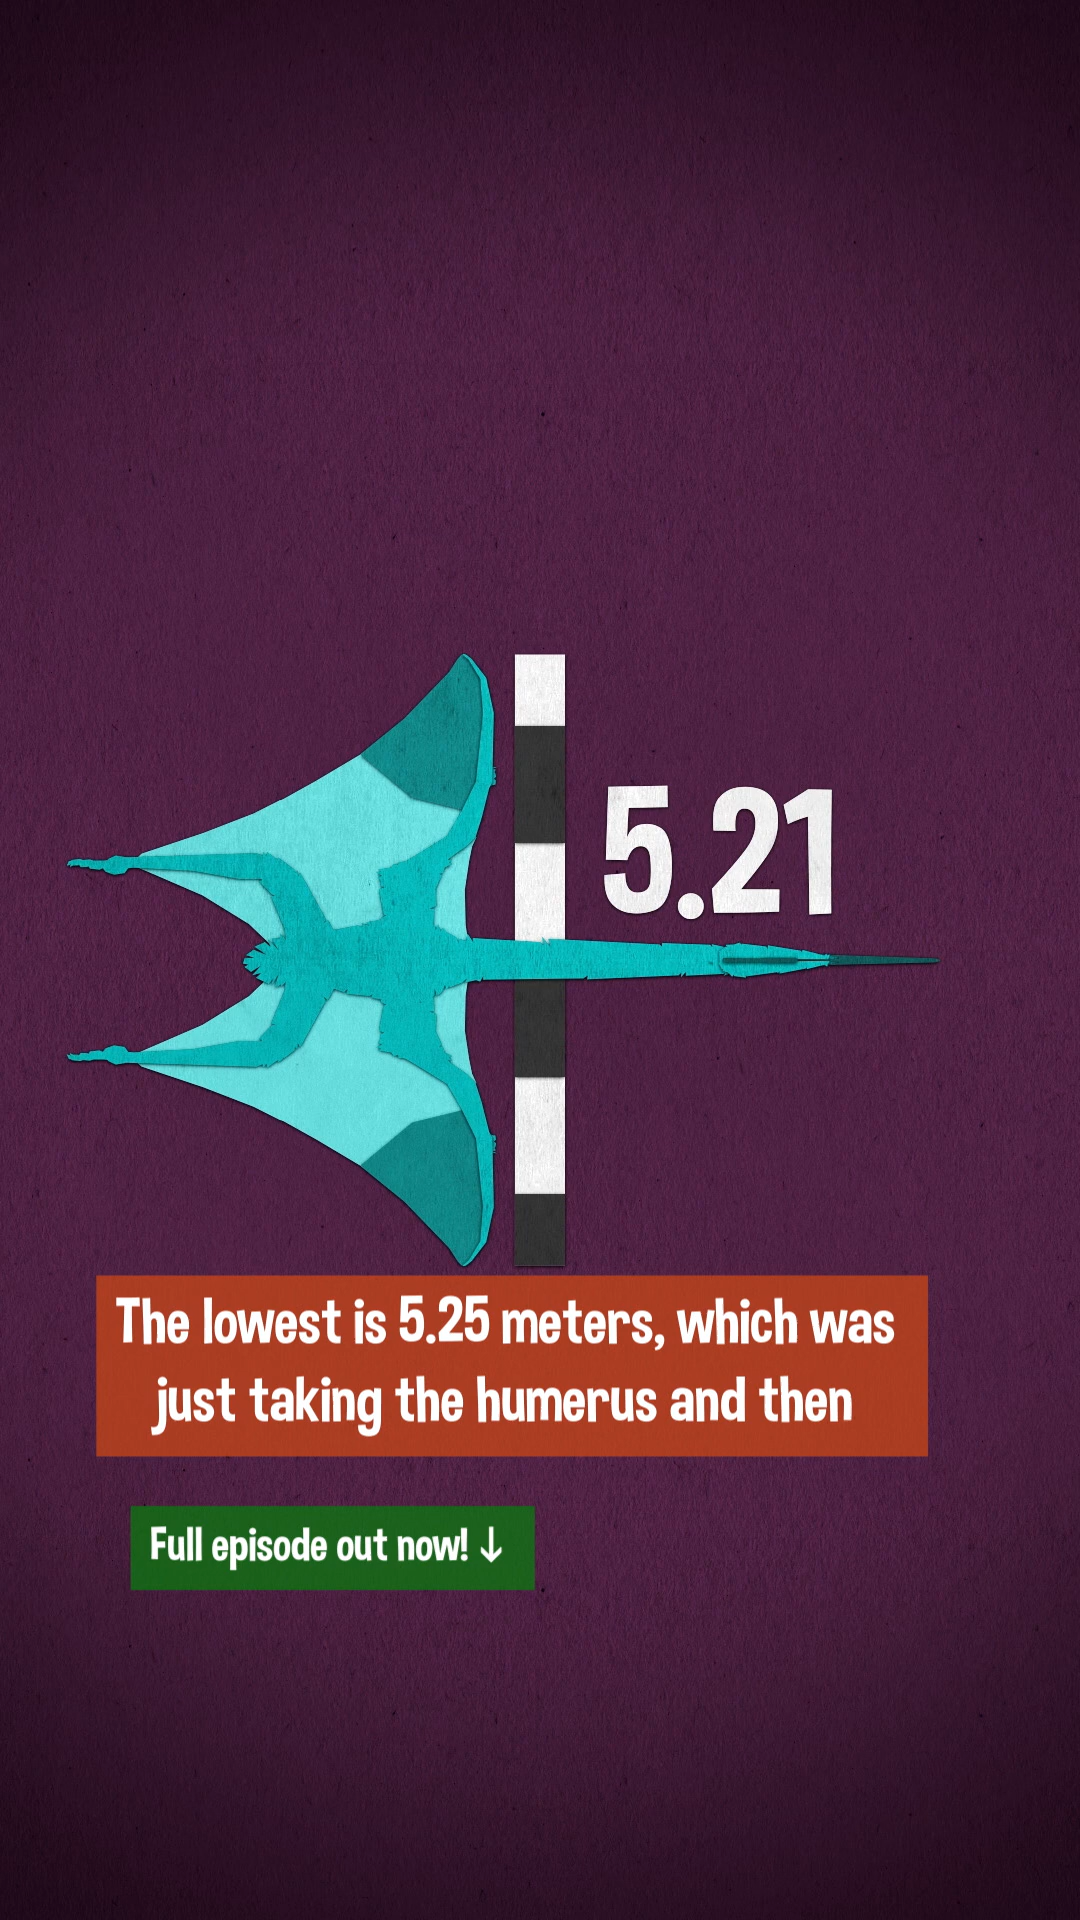 5.21
The lowest is 5.25 meters, which was
just taking the humerus and then
Full episode out now! ↓